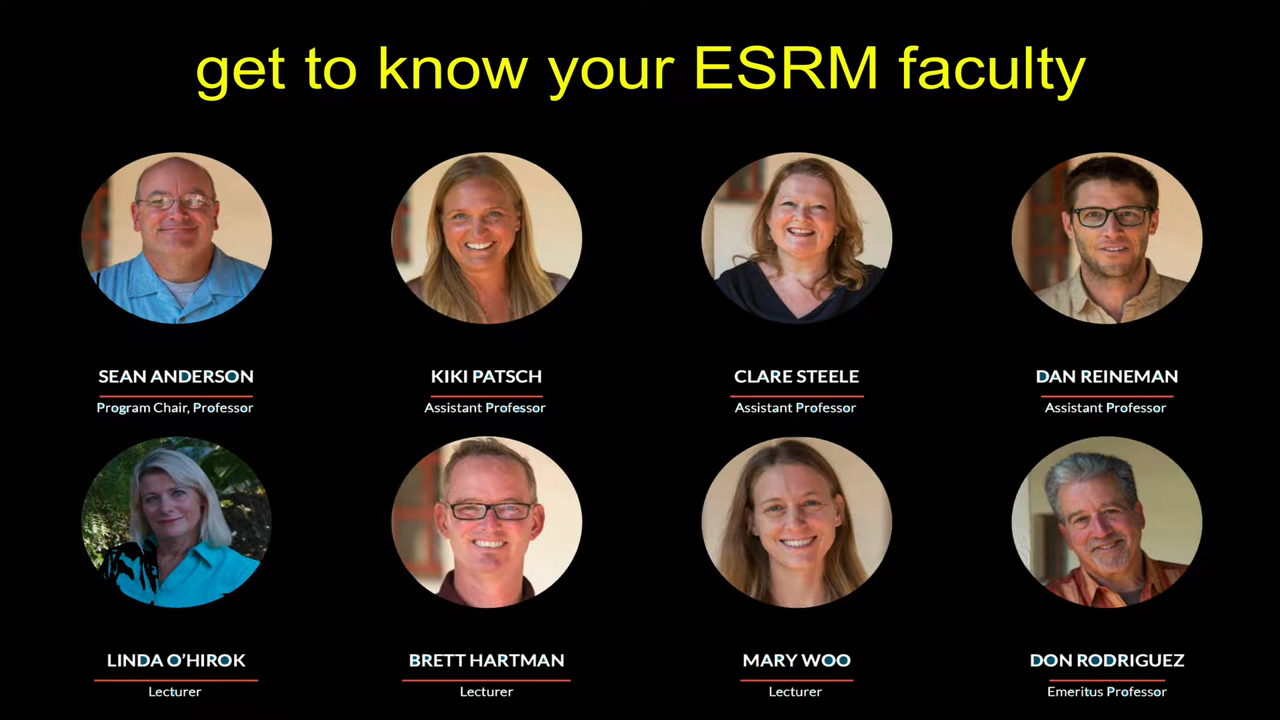 get to know your ESRM faculty
SEAN ANDERSON
Program Chair, Professor
KIKI PATSCH
Assistant Professor
CLARE STEELE
Assistant Professor
DAN REINEMAN
Assistant Professor
LINDA O’HIROK
Lecturer
BRETT HARTMAN
Lecturer
MARY WOO
Lecturer
DON RODRIGUEZ
Emeritus Professor